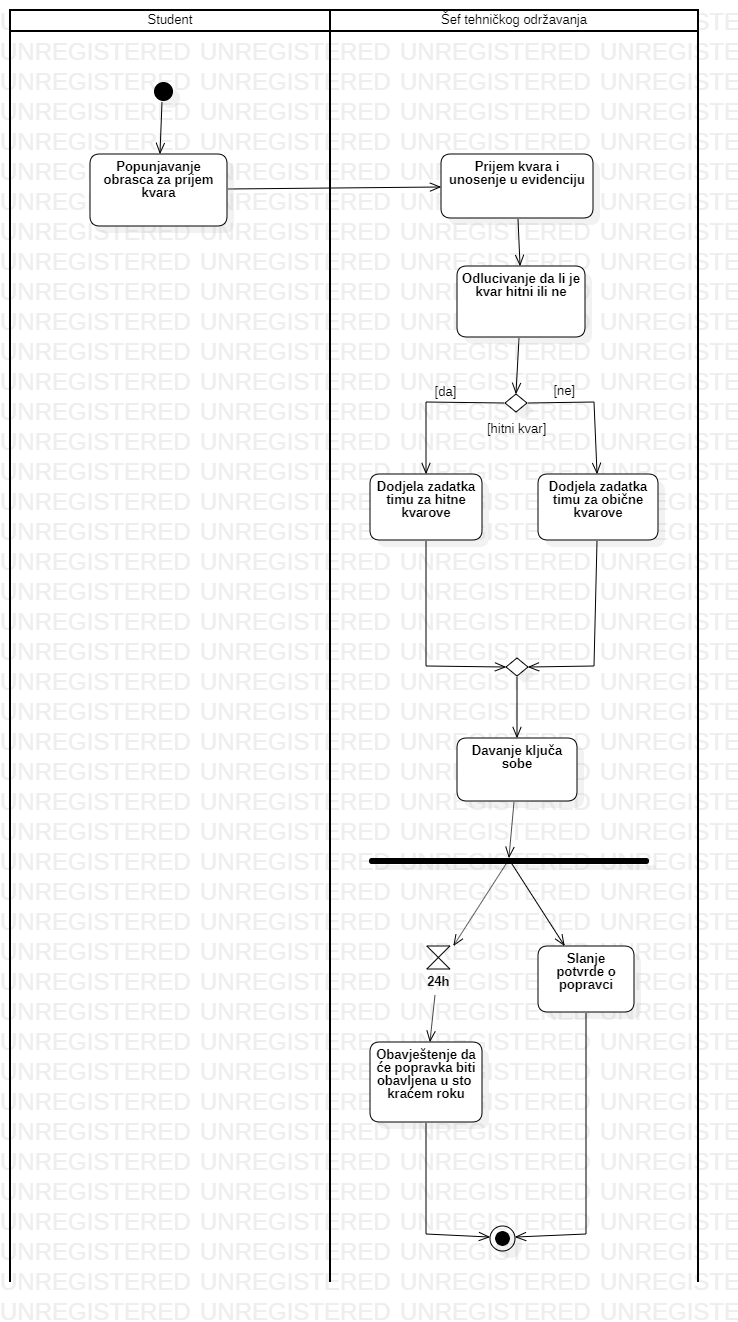 Student
Šef tehničkog održavanja
Popunjavanje
obrasca za prijem
kvara
Prijem kvara i
unosenje u evidenciju
Odlucivanje da li je
kvar hitni ili ne
[da]
[ne]
[hitni kvar]
Dodjela zadatka
timu za hitne
kvarove
Dodjela zadatka
timu za obične
kvarove
Davanje ključa
sobe
24h
Slanje
potvrde o
popravci
Obavještenje da
će popravka biti
obavljena u sto
kraćem roku
UNREGISTERED